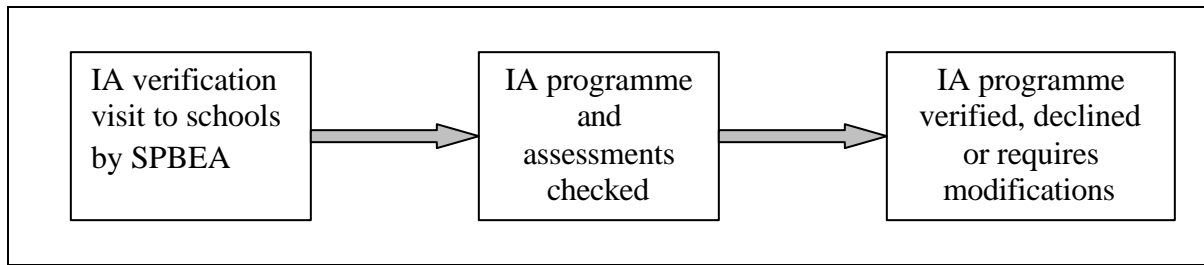 IA verification
visit to schools
by SPBEA
IA programme
and
assessments
checked
IA programme
verified, declined
or requires
modifications